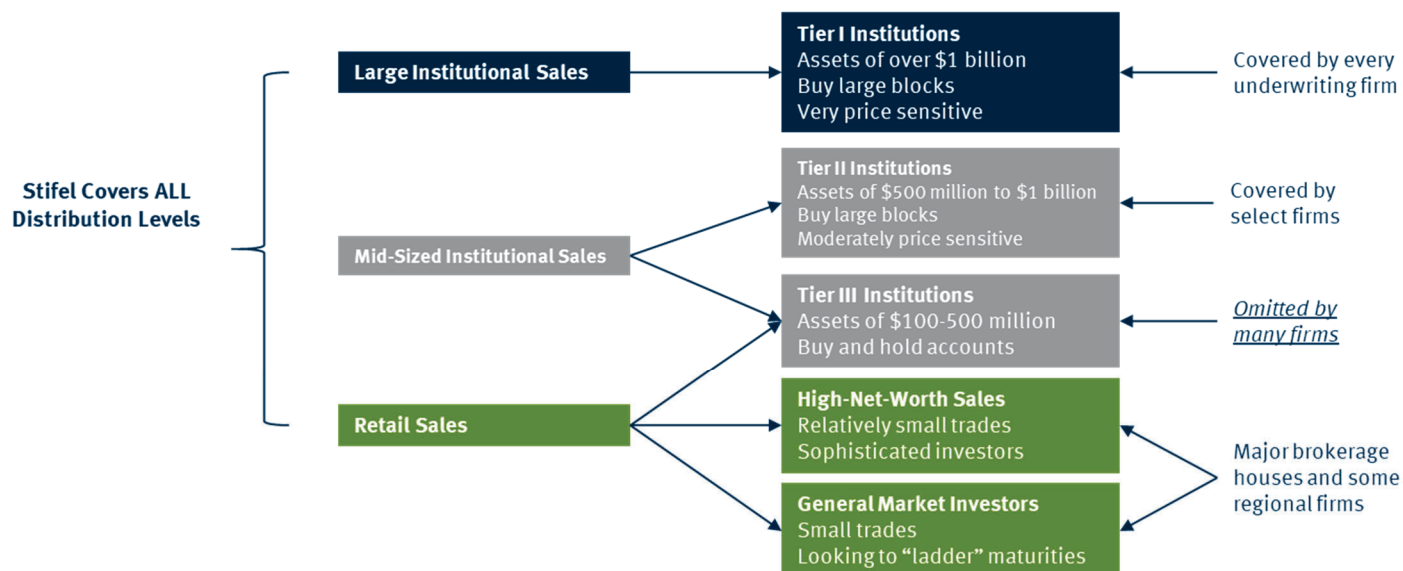 Stifel Covers ALL
Distribution Levels
Large Institutional Sales
Mid-Sized Institutional Sales
Retail Sales
Tier I Institutions
Assets of over $1 billion
Buy large blocks
Very price sensitive
Tier II Institutions
Assets of $500 million to $1 billion
Buy large blocks
Moderately price sensitive
Tier III Institutions
Assets of $100-500 million
Buy and hold accounts
High-Net-Worth Sales
Relatively small trades
Sophisticated investors
General Market Investors
Small trades
Looking to “ladder” maturities
Covered by every
underwriting firm
Covered by
select firms
Omitted by
many firms
Major brokerage
houses and some
regional firms